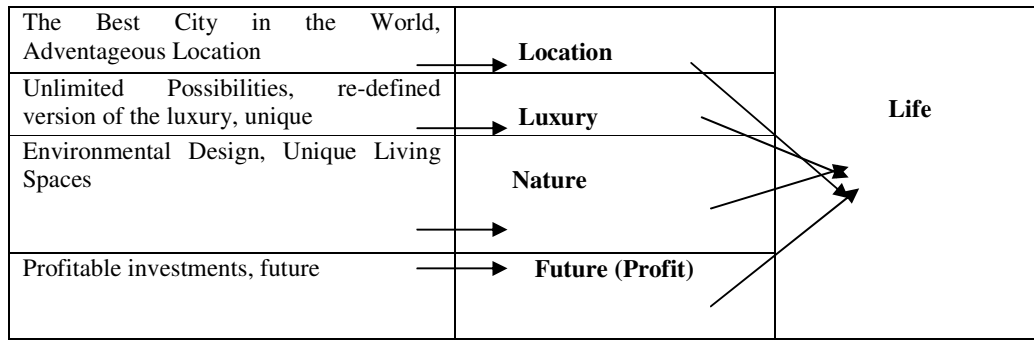 The Best City in the World,
Adventageous Location
Location
Unlimited Possibilities, re-defined
version of the luxury, unique
Luxury
Environmental Design, Unique Living
Spaces
Nature
Profitable investments, future
Future (Profit)
Life